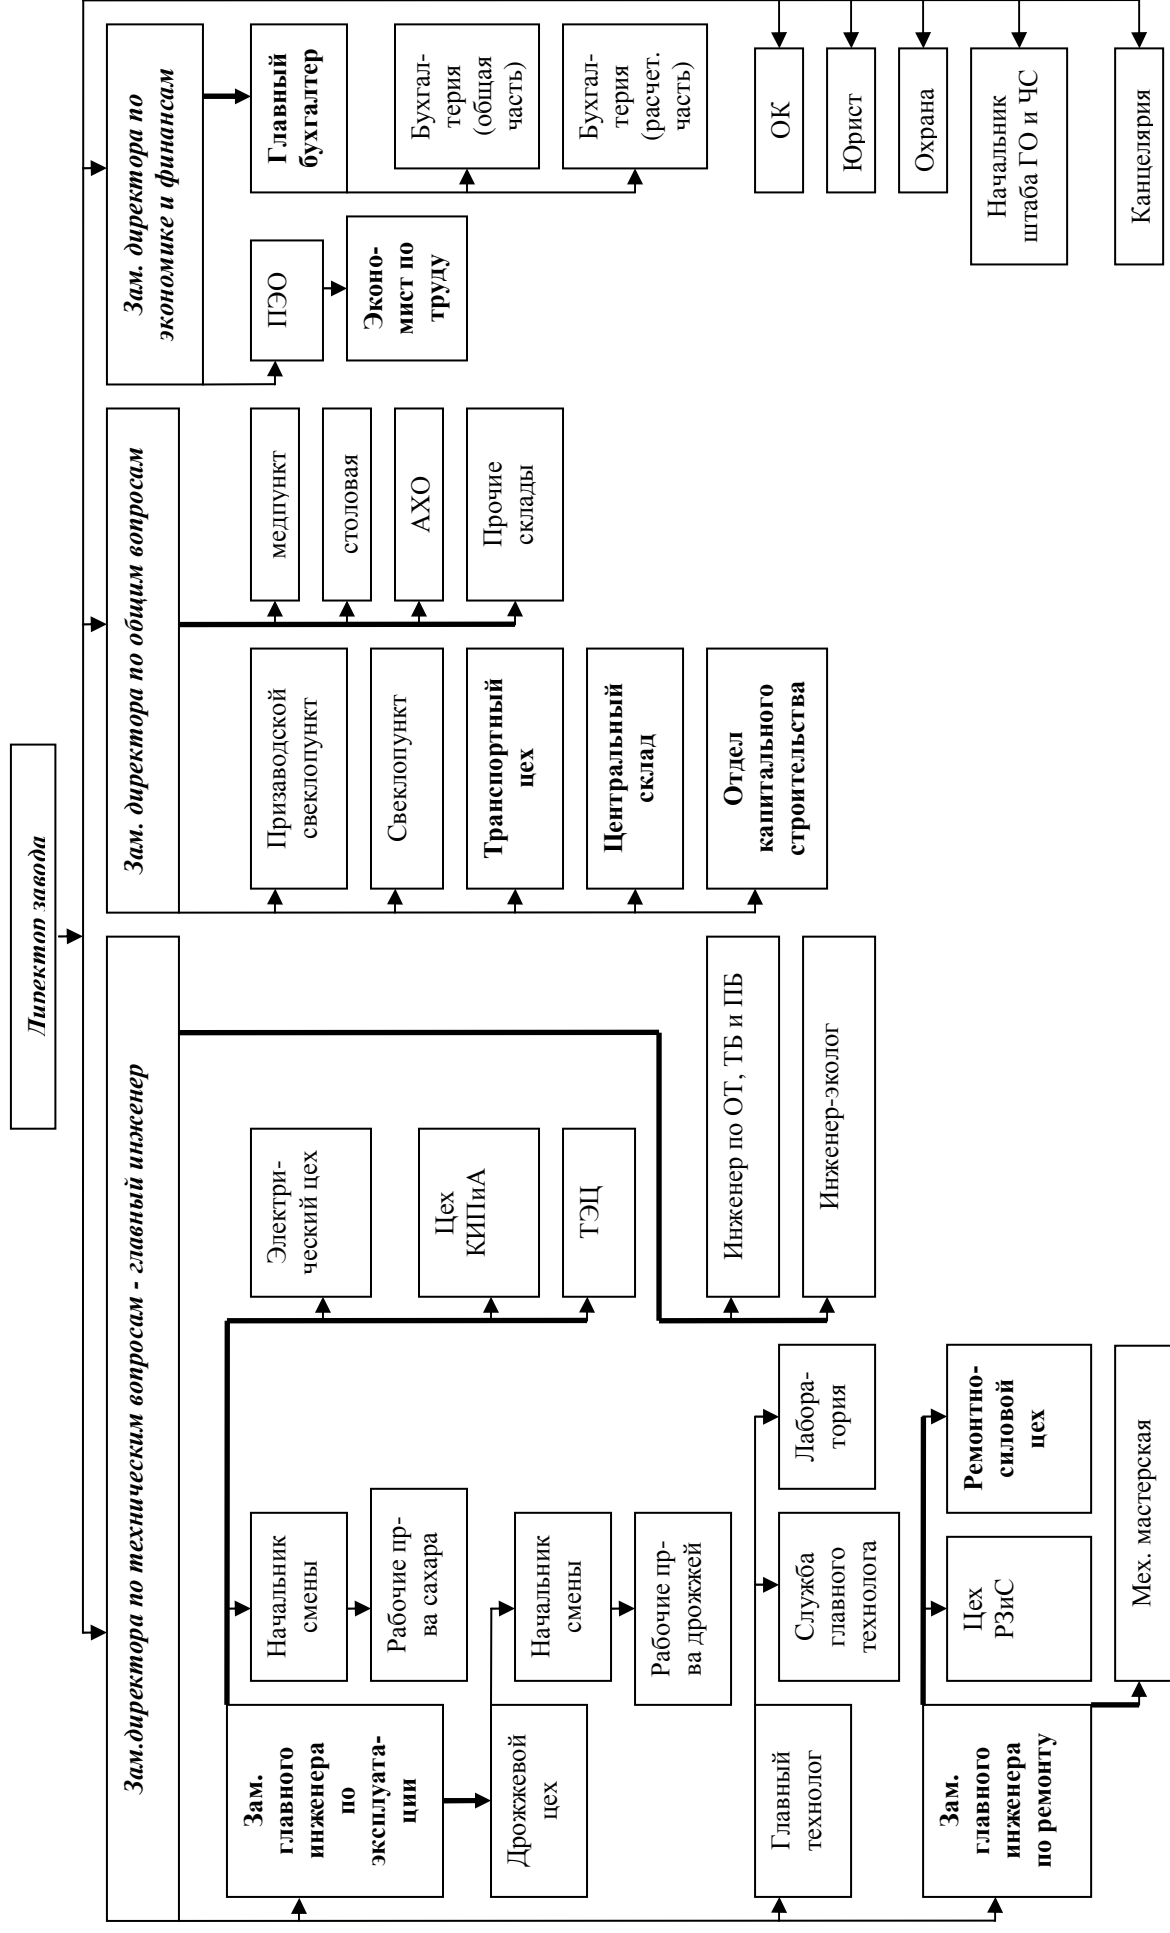 Директор завода
Зам.директора по техническим вопросам - главный инженер
Зам. директора по общим вопросам
Зам. директора по
экономике и финансам
Зам.
главного
инженера
по
эксплуата-
ции
Начальник
смены
Рабочие пр-
ва сахара
Электри-
ческий цех
Цех
КИПиА
ТЭЦ
Дрожжевой
цех
Начальник
смены
Рабочие пр-
ва дрожжей
Инженер по ОТ, ТБ и ПБ
Инженер-эколог
Главный
технолог
Служба
главного
технолога
Лабора-
тория
Зам.
главного
инженера
по ремонту
Цех
РЗиС
Ремонтно-
силовой
цех
Мех. мастерская
Призаводской
свеклопункт
Свеклопункт
Транспортный
цех
Центральный
склад
Отдел
капитального
строительства
медпункт
столовая
АХО
Прочие
склады
ПЭО
Эконо-
мист по
труду
Главный
бухгалтер
Бухгал-
терия
(общая
часть)
Бухгал-
терия
(расчет.
часть)
ОК
Юрист
Охрана
Начальник
штаба ГО и ЧС
Канцелярия